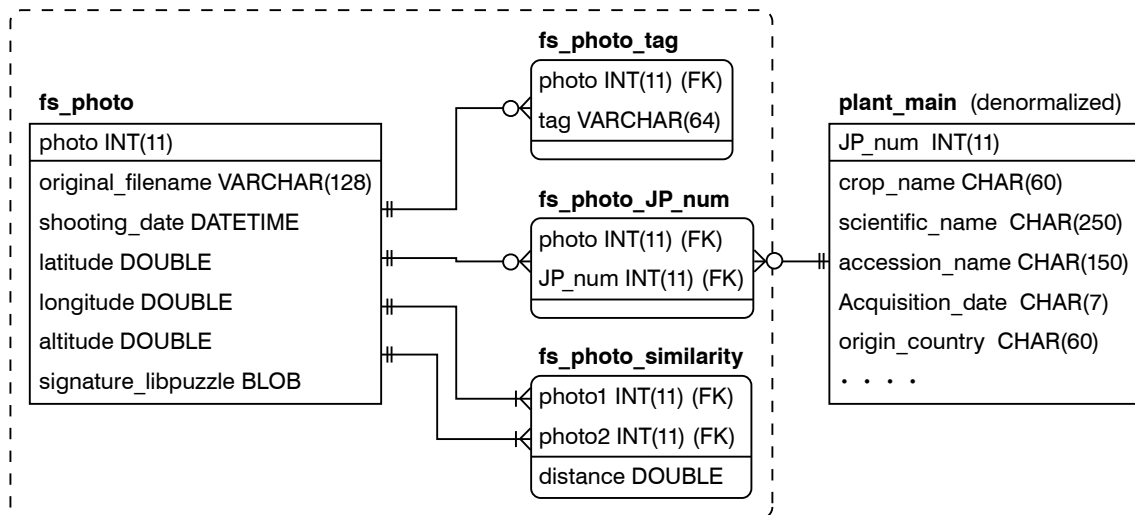 fs_photo
photo INT(11)
original_filename VARCHAR(128)
shooting_date DATETIME
latitude DOUBLE
longitude DOUBLE
altitude DOUBLE
signature_libpuzzle BLOB
fs_photo_tag
photo INT(11) (FK)
tag VARCHAR(64)
fs_photo_JP_num
photo INT(11) (FK)
JP_num INT(11) (FK)
fs_photo_similarity
photo1 INT(11) (FK)
photo2 INT(11) (FK)
distance DOUBLE
plant_main (denormalized)
JP_num INT(11)
crop_name CHAR(60)
scientific_name CHAR(250)
accession_name CHAR(150)
Acquisition_date CHAR(7)
origin_country CHAR(60)
. . . .